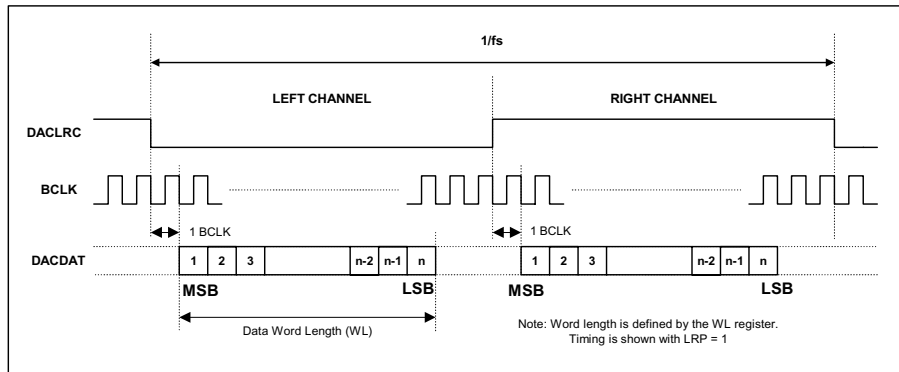 1/fs
LEFT CHANNEL
RIGHT CHANNEL
DACLRC
BCLK
1 BCLK
1 BCLK
DACDAT
1 2 3 n-2 n-1 n
1 2 3 n-2 n-1 n
MSB
LSB
MSB
LSB
Data Word Length (WL)
Note: Word length is defined by the WL register.
Timing is shown with LRP = 1